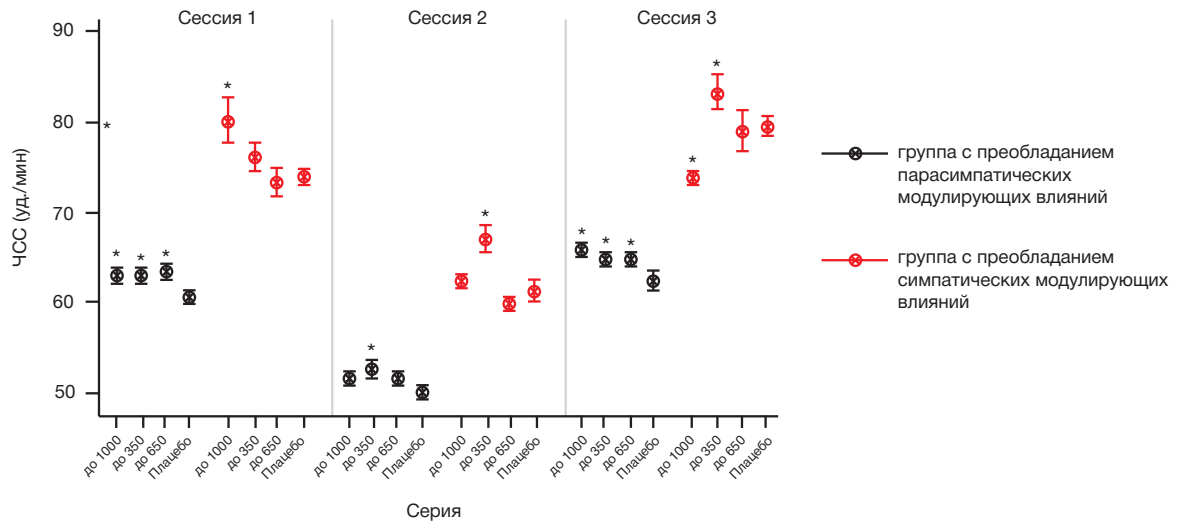 Сессия 1
Сессия 2
Сессия 3
90
80
70
60
50
ЧСС (уд./мин)
*
* * *
*
*
*
* * *
*
*
до 1000
до 350
до 650
Плацебо
до 1000
до 350
до 650
Плацебо
до 1000
до 350
до 650
Плацебо
до 1000
до 350
до 650
Плацебо
до 1000
до 350
до 650
Плацебо
до 1000
до 350
до 650
Плацебо
Серия
группа с преобладанием
парасимпатических
модулирующих влияний
группа с преобладанием
симпатических модулирующих
влияний